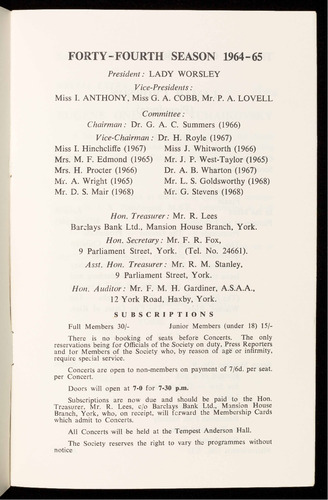 FORTY-FOURTH SEASON 1964-65
President: LADY WORSLEY
Vice-Presidents:
Miss I. ANTHONY, Miss G. A. COBB, Mr. P. A. LOVELL
Committee:
Chairman: Dr. G. A. C. Summers (1966)
Vice-Chairman: Dr. H. Royle (1967)
Miss I. Hinchcliffe (1967) Miss J. Whitworth (1966)
Mrs. M. F. Edmond (1965) Mr. J. P. West-Taylor (1965)
Mrs. H. Procter (1966) Dr. A. B. Wharton (1967)
Mr. A. Wright (1965) Mr. L. S. Goldsworthy (1968)
Mr. D. S. Mair (1968) Mr. G. Stevens (1968)
Hon. Treasurer: Mr. R. Lees
Barclays Bank Ltd., Mansion House Branch, York.
Hon. Secretary: Mr. F. R. Fox,
9 Parliament Street, York. (Tel. No. 24661).
Asst. Hon. Treasurer: Mr. R. M. Stanley,
9 Parliament Street, York.
Hon. Auditor: Mr. F. M. H. Gardiner, A.S.A.A.,
12 York Road, Haxby, York.
SUBSCRIPTIONS
Full Members 30/- Junior Members (under 18) 15/-
There is no booking of seats before Concerts. The only
reservations being for Officials of the Society on duty, Press Reporters
and for Members of the Society who, by reason of age or infirmity,
require special service.
Concerts are open to non-members on payment of 7/6d. per seat.
per Concert.
Doors will open at 7-0 for 7-30 p.m.
Subscriptions are now due and should be paid to the Hon.
Treasurer, Mr. R. Lees, c/o Barclays Bank Ltd., Mansion House
Branch, York, who, on receipt, will forward the Membership Cards
which admit to Concerts.
All Concerts will be held at the Tempest Anderson Hall.
The Society reserves the right to vary the programmes without
notice